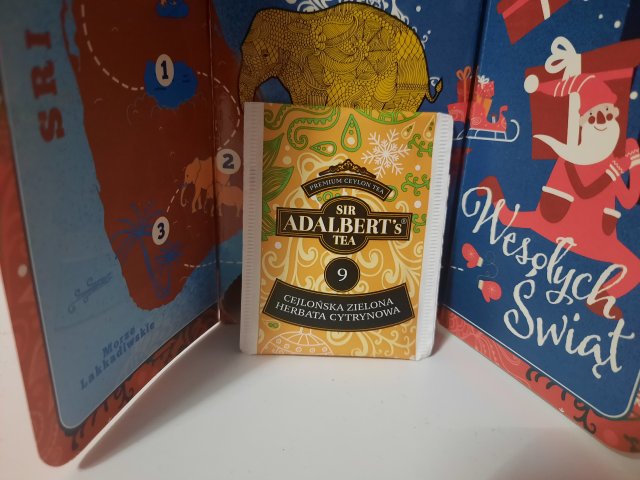 SRI
1
2
3
Morze
Lakkadiwskie
PREMIUM CEYLON TEA
SIR
ADALBERT's®
TEA
9
CEJLOŃSKA ZIELONA
HERBATA CYTRYNOWA
Wesołych
Świąt